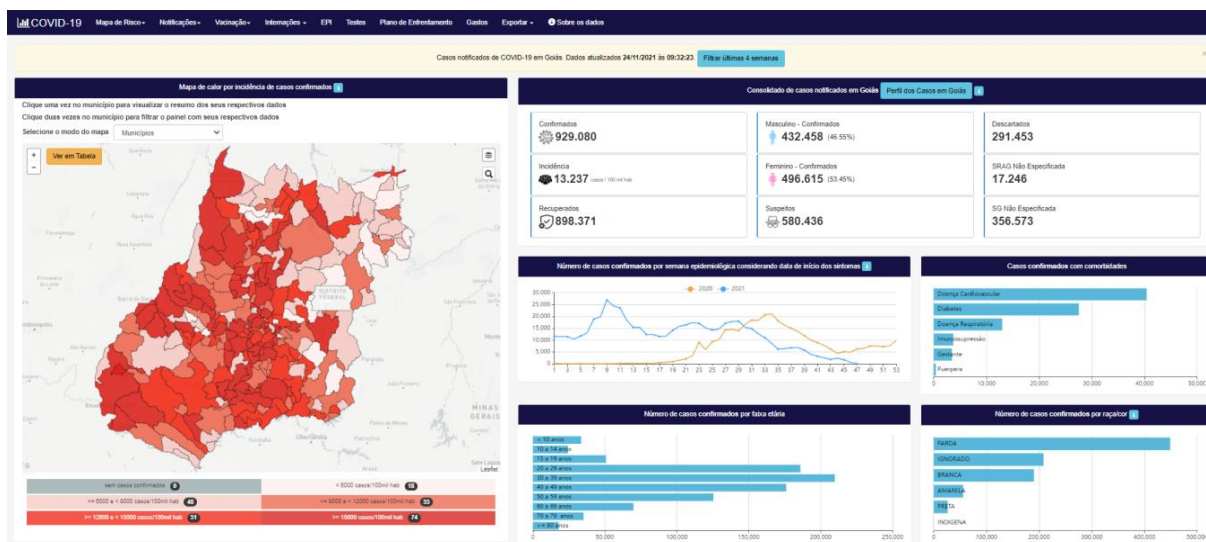 COVID-19 Mapa de Risco Notificações Vacinação Internações EPI Testes Plano de Enfrentamento Gastos Exportar Sobre os dados
Casos notificados de COVID-19 em Goiás. Dados atualizados 24/11/2021 às 09:32:23. Filtrar últimas 4 semanas
Mapa de calor por incidência de casos confirmados
Clique uma vez no município para visualizar o resumo dos seus respectivos dados
Clique duas vezes no município para filtrar o painel com seus respectivos dados
Selecione o modo do mapa Municípios
+
−
Ver em Tabela
DISTRITO
FEDERAL
MINAS
GERAIS
Uberlândia
Leaflet
sem casos confirmados 0
< 6000 casos/100mil hab 18
>= 6000 a < 9000 casos/100mil hab 48
>= 9000 a < 12000 casos/100mil hab 55
>= 12000 a < 15000 casos/100mil hab 51
>= 15000 casos/100mil hab 74
Consolidado de casos notificados em Goiás Perfil dos Casos em Goiás
Confirmados
929.080
Masculino - Confirmados
432.458 (46.55%)
Descartados
291.453
Incidência
13.237 casos / 100 mil hab
Feminino - Confirmados
496.615 (53.45%)
SRAG Não Especificada
17.246
Recuperados
898.371
Suspeitos
580.436
SG Não Especificada
356.573
Número de casos confirmados por semana epidemiológica considerando data de início dos sintomas
2020 2021
30,000
25,000
20,000
15,000
10,000
5,000
0
1 3 5 7 9 11 13 15 17 19 21 23 25 27 29 31 33 35 37 39 41 43 45 47 49 51 53
Casos confirmados com comorbidades
Doença Cardiovascular
Diabetes
Doença Respiratória
Imunossupressão
Gestante
Puerpera
0 10,000 20,000 30,000 40,000 50,000
Número de casos confirmados por faixa etária
< 10 anos
10 a 14 anos
15 a 19 anos
20 a 29 anos
30 a 39 anos
40 a 49 anos
50 a 59 anos
60 a 69 anos
70 a 79 anos
>= 80 anos
0 50,000 100,000 150,000 200,000 250,000
Número de casos confirmados por raça/cor
PARDA
IGNORADO
BRANCA
AMARELA
PRETA
INDIGENA
0 100,000 200,000 300,000 400,000 500,000